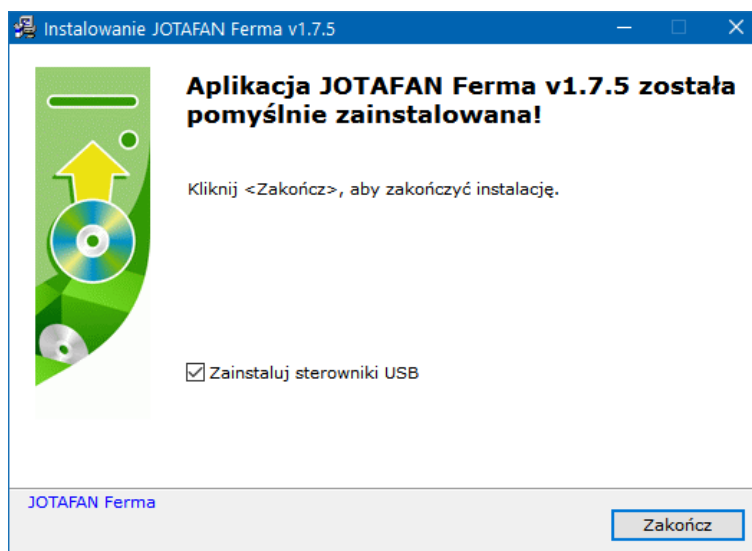 Instalowanie JOTAFAN Ferma v1.7.5
Aplikacja JOTAFAN Ferma v1.7.5 została
pomyślnie zainstalowana!
Kliknij <Zakończ>, aby zakończyć instalację.
Zainstaluj sterowniki USB
JOTAFAN Ferma
Zakończ